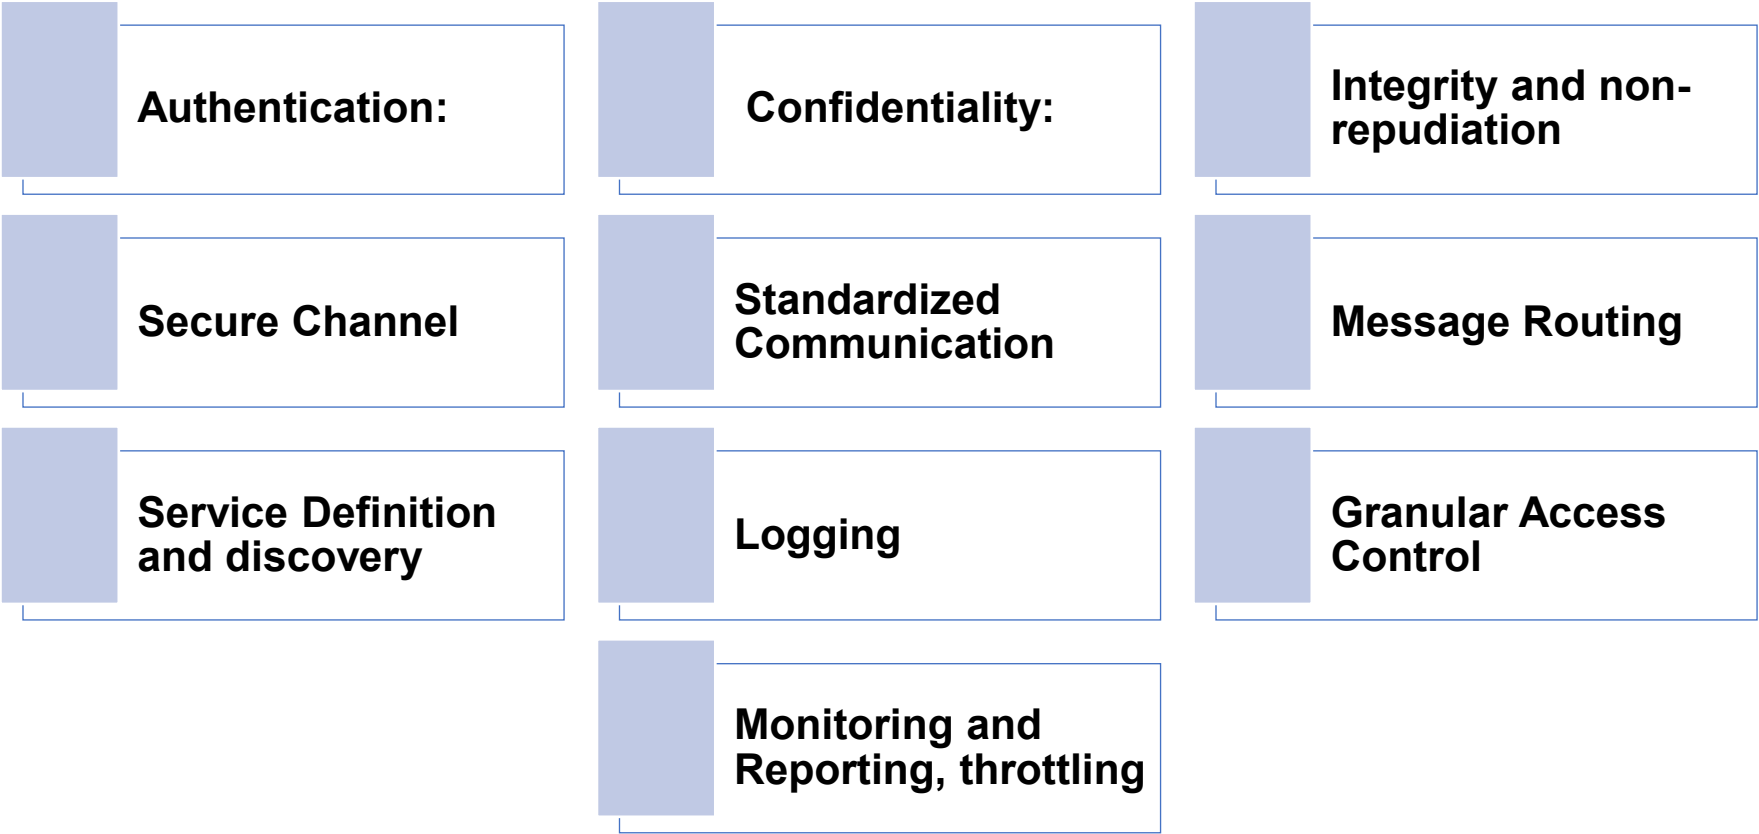 Authentication:
Confidentiality:
Integrity and non-
repudiation
Secure Channel
Standardized
Communication
Message Routing
Service Definition
and discovery
Logging
Granular Access
Control
Monitoring and
Reporting, throttling